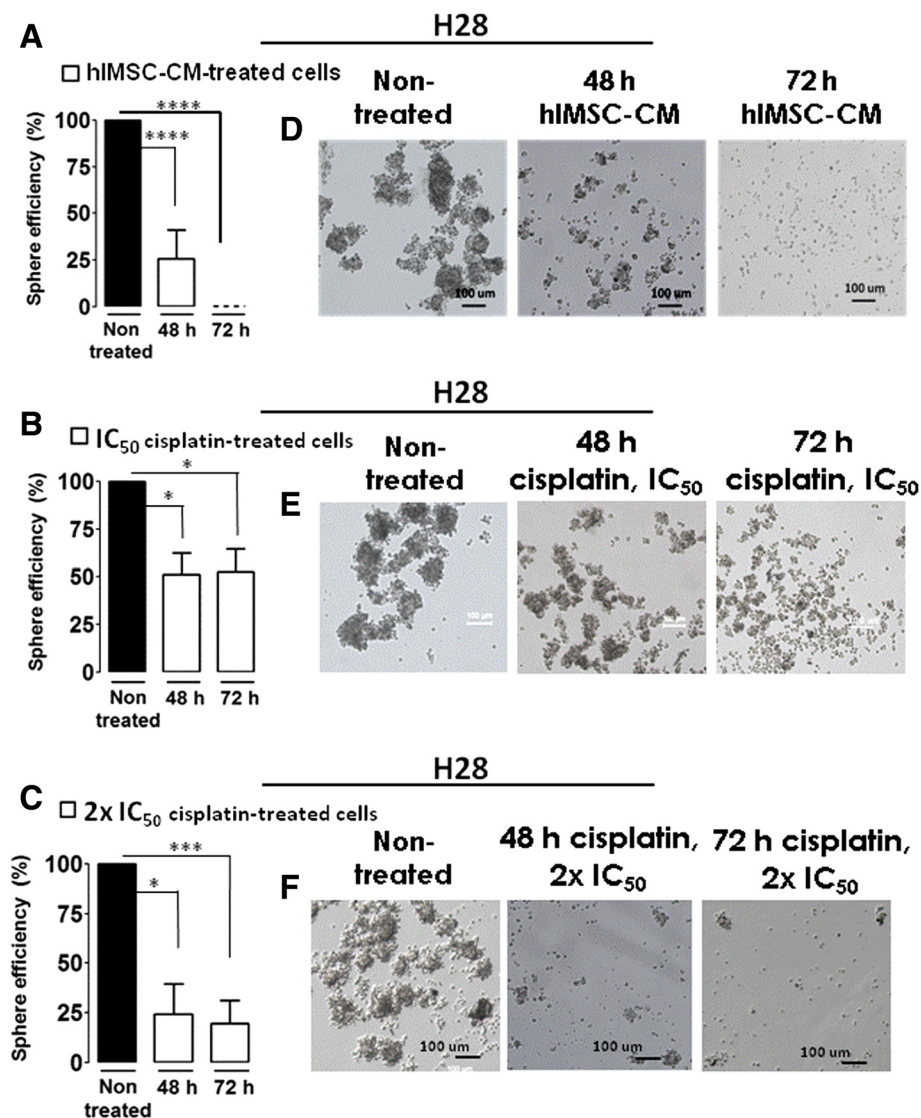 A
H28
hIMSC-CM-treated cells
Sphere efficiency (%)
100
75
50
25
0
****
****
Non treated
48 h
72 h
D
Non-
treated
48 h
hIMSC-CM
72 h
hIMSC-CM
100 um
100 um
100 um
B
H28
IC50 cisplatin-treated cells
Sphere efficiency (%)
100
75
50
25
0
*
*
Non
treated
48 h
72 h
E
Non-
treated
48 h
cisplatin, IC50
72 h
cisplatin, IC50
100 µm
C
H28
2x IC50 cisplatin-treated cells
Sphere efficiency (%)
100
75
50
25
0
***
*
Non
treated
48 h
72 h
F
Non-
treated
48 h cisplatin,
2x IC50
72 h cisplatin,
2x IC50
100 um
100 um
100 um